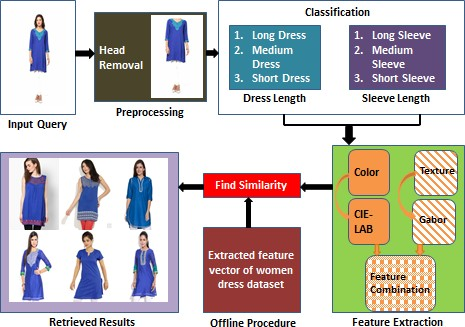 Classification
Head
Removal
1. Long Dress
2. Medium
Dress
3. Short Dress
1. Long Sleeve
2. Medium
Sleeve
3. Short Sleeve
Dress Length
Sleeve Length
Preprocessing
Input Query
Color
Texture
Find Similarity
CIE-
LAB
Gabor
Extracted feature
vector of women
dress dataset
Feature
Combination
Retrieved Results
Offline Procedure
Feature Extraction